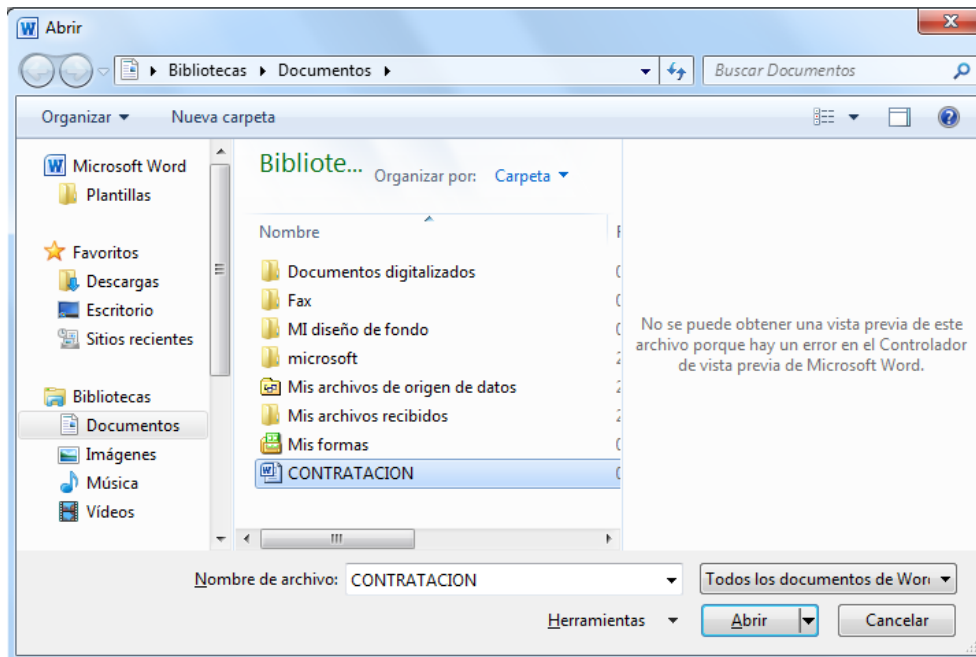 Abrir
Bibliotecas Documentos
Buscar Documentos
Organizar
Nueva carpeta
Microsoft Word
Plantillas
Favoritos
Descargas
Escritorio
Sitios recientes
Bibliotecas
Documentos
Imágenes
Música
Vídeos
Bibliote...
Organizar por: Carpeta
Nombre
Documentos digitalizados
Fax
MI diseño de fondo
microsoft
Mis archivos de origen de datos
Mis archivos recibidos
Mis formas
CONTRATACION
No se puede obtener una vista previa de este
archivo porque hay un error en el Controlador
de vista previa de Microsoft Word.
Nombre de archivo: CONTRATACION
Todos los documentos de
Herramientas
Abrir
Cancelar